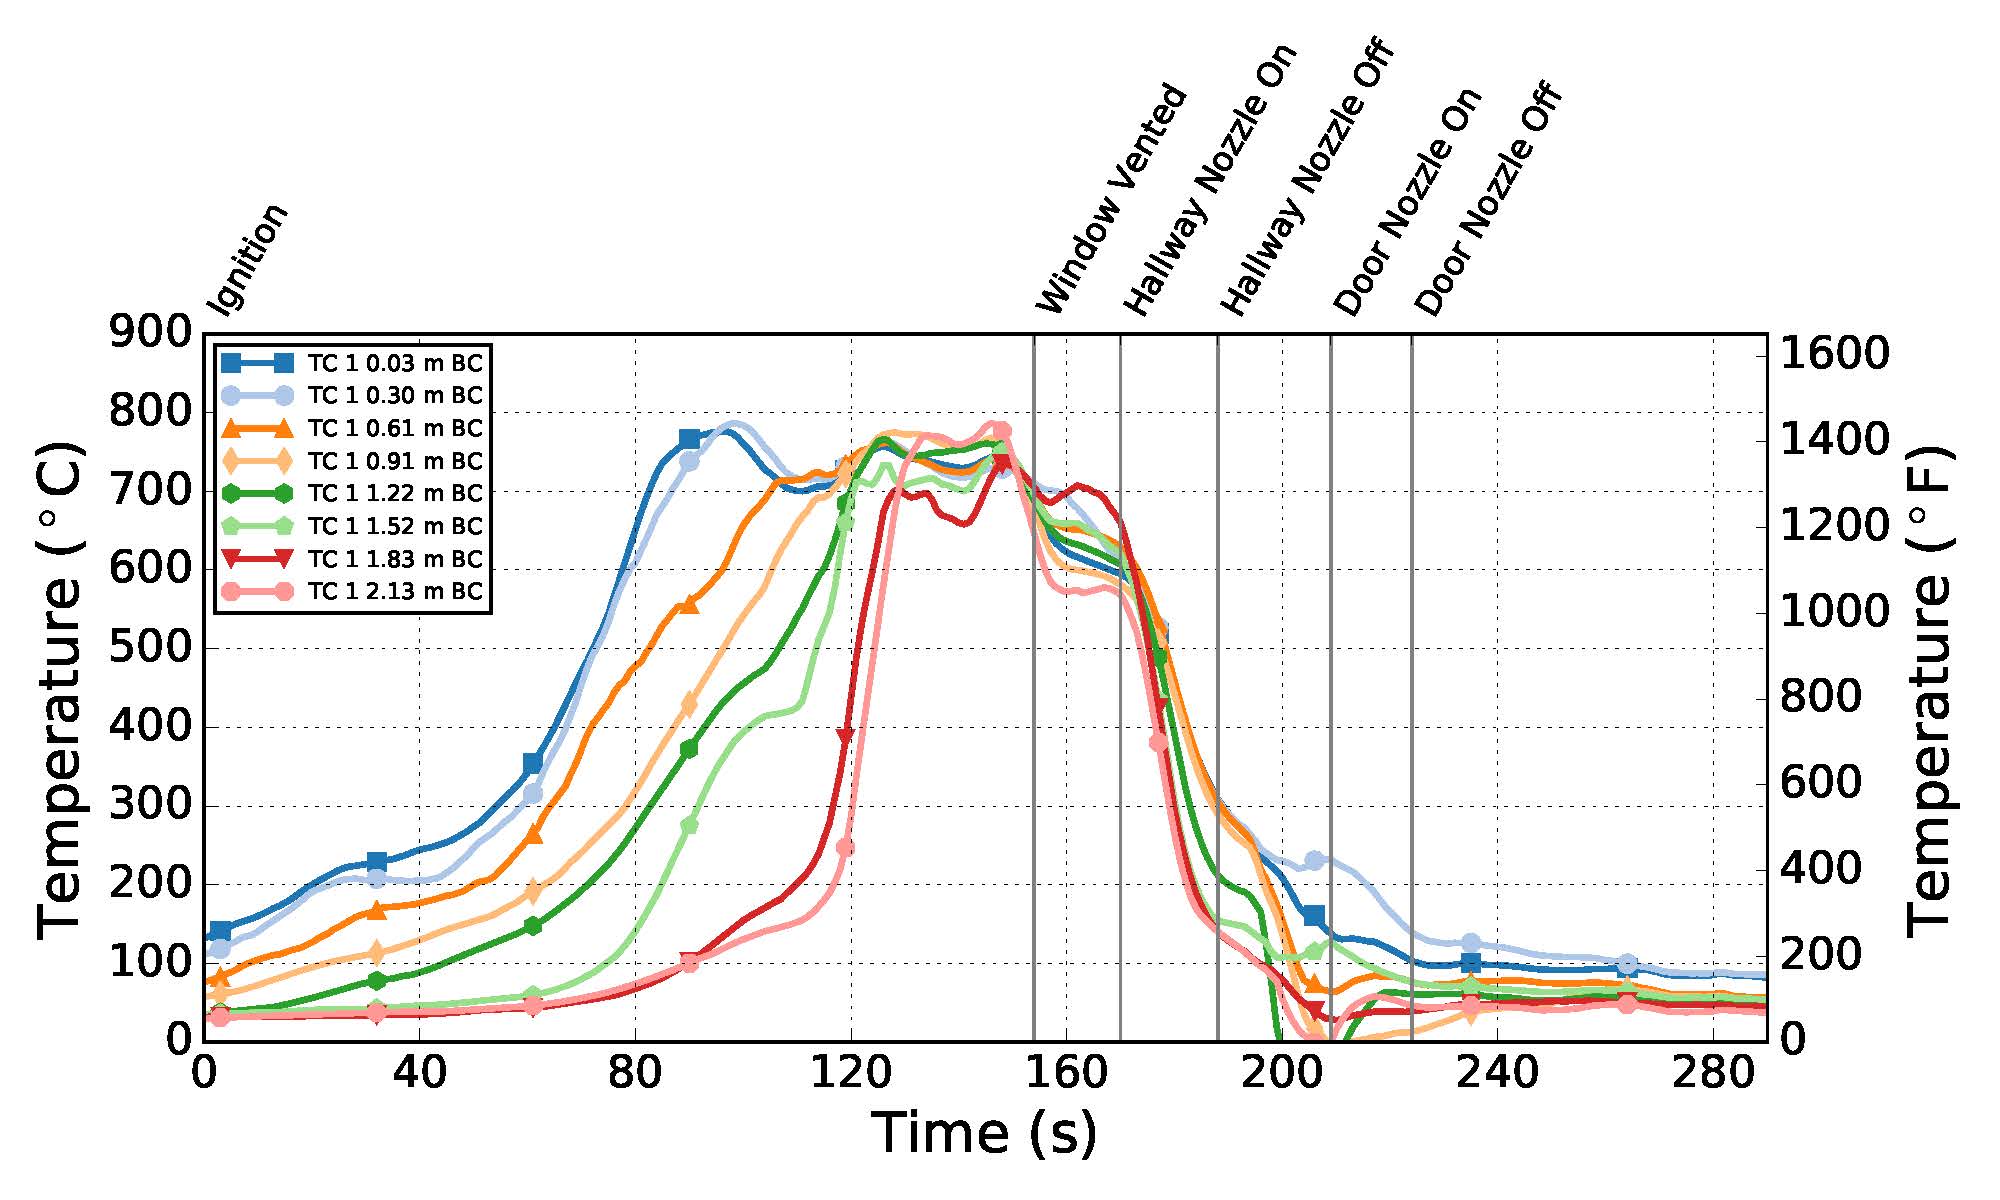 Ignition
Window Vented
Hallway Nozzle On
Hallway Nozzle Off
Door Nozzle On
Door Nozzle Off
900
800
700
600
500
400
300
200
100
0
Temperature (°C)
TC 1 0.03 m BC
TC 1 0.30 m BC
TC 1 0.61 m BC
TC 1 0.91 m BC
TC 1 1.22 m BC
TC 1 1.52 m BC
TC 1 1.83 m BC
TC 1 2.13 m BC
1600
1400
1200
1000
800
600
400
200
0
Temperature (°F)
0 40 80 120 160 200 240 280
Time (s)